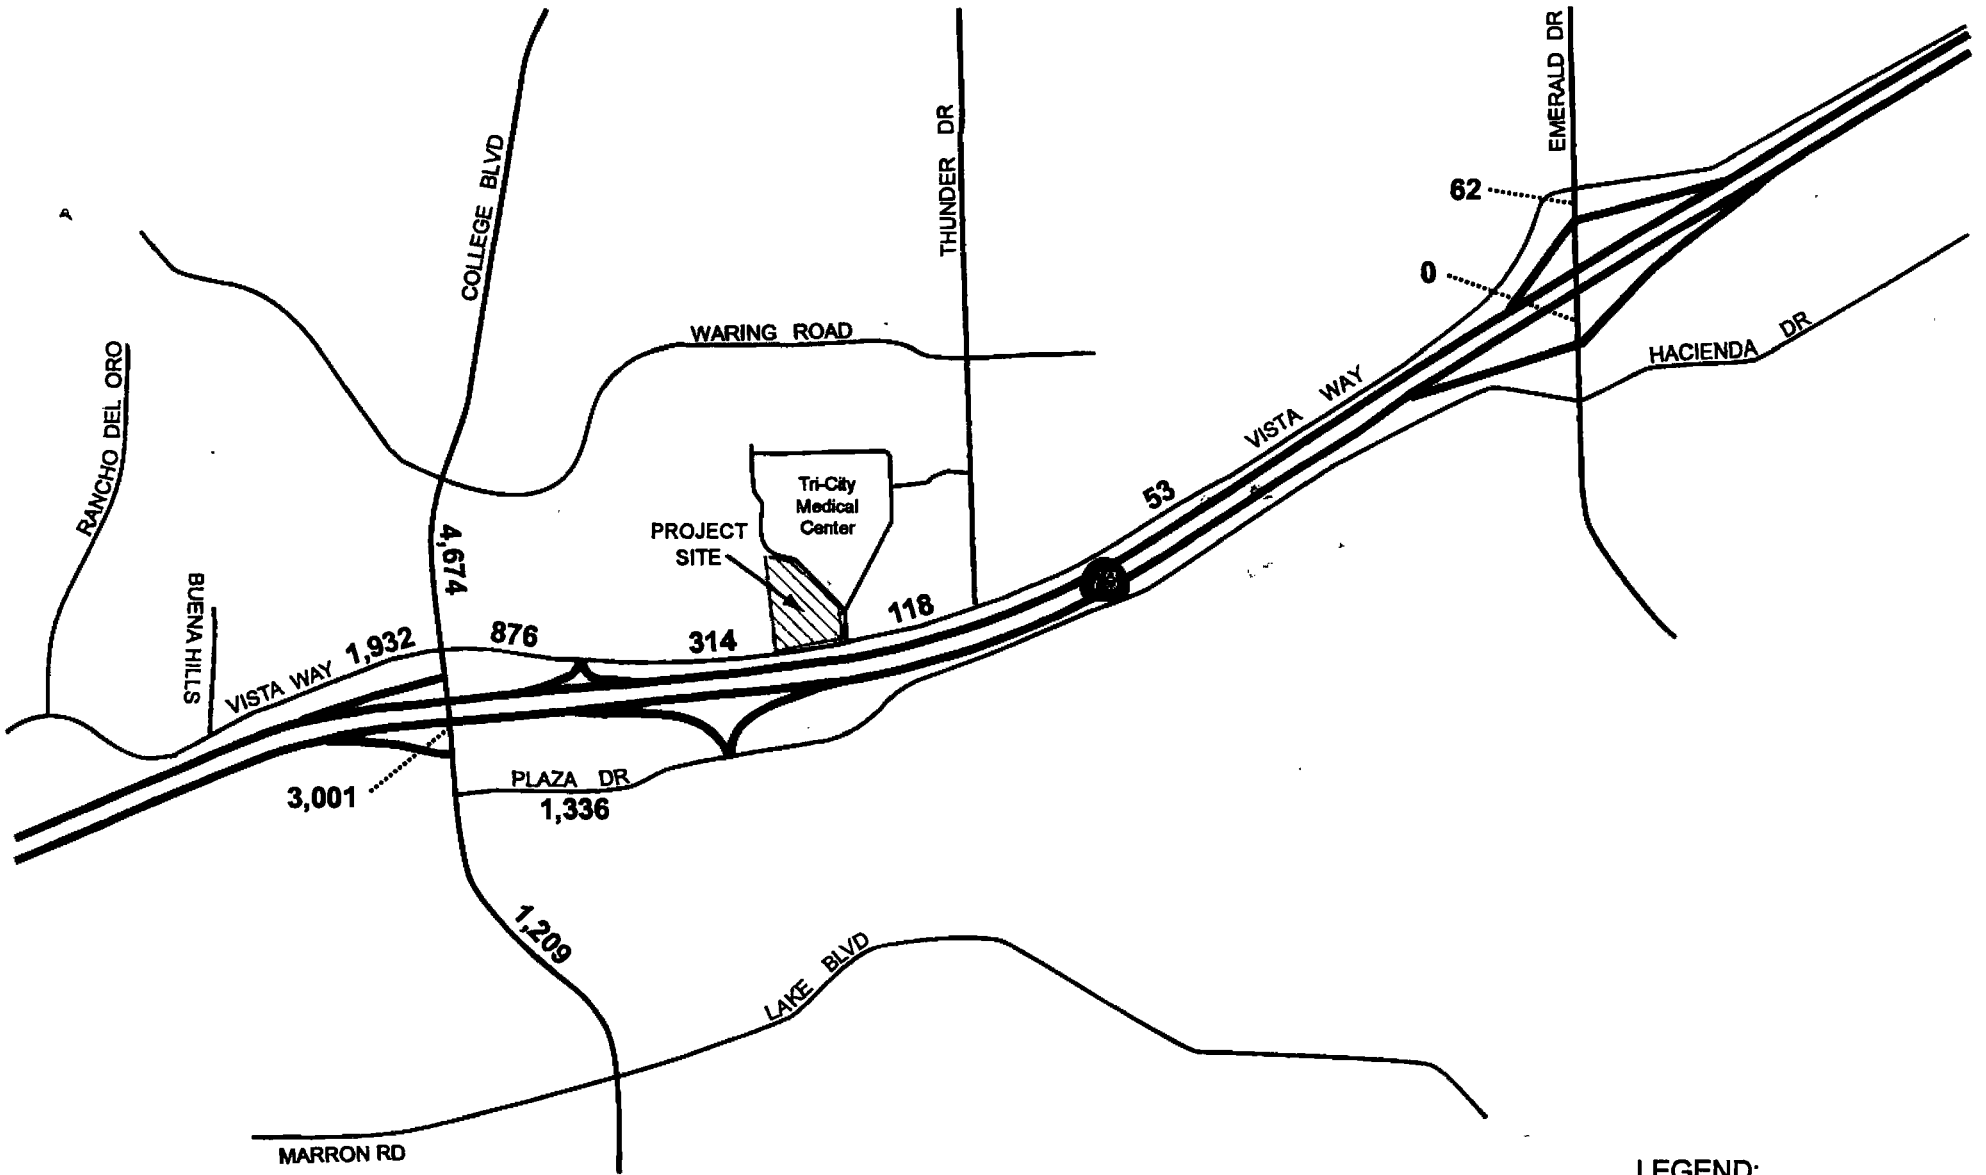 EMERALD DR
COLLEGE BLVD
THUNDER DR
62
0
WARING ROAD
HACIENDA DR
RANCHO DEL ORO
VISTA WAY
Tri-City
Medical
Center
53
PROJECT
SITE
4,674
BUENA HILLS
118
876
314
1,932
VISTA WAY
PLAZA DR
3,001
1,336
1,209
LAKE BLVD
MARRON RD
LEGEND: